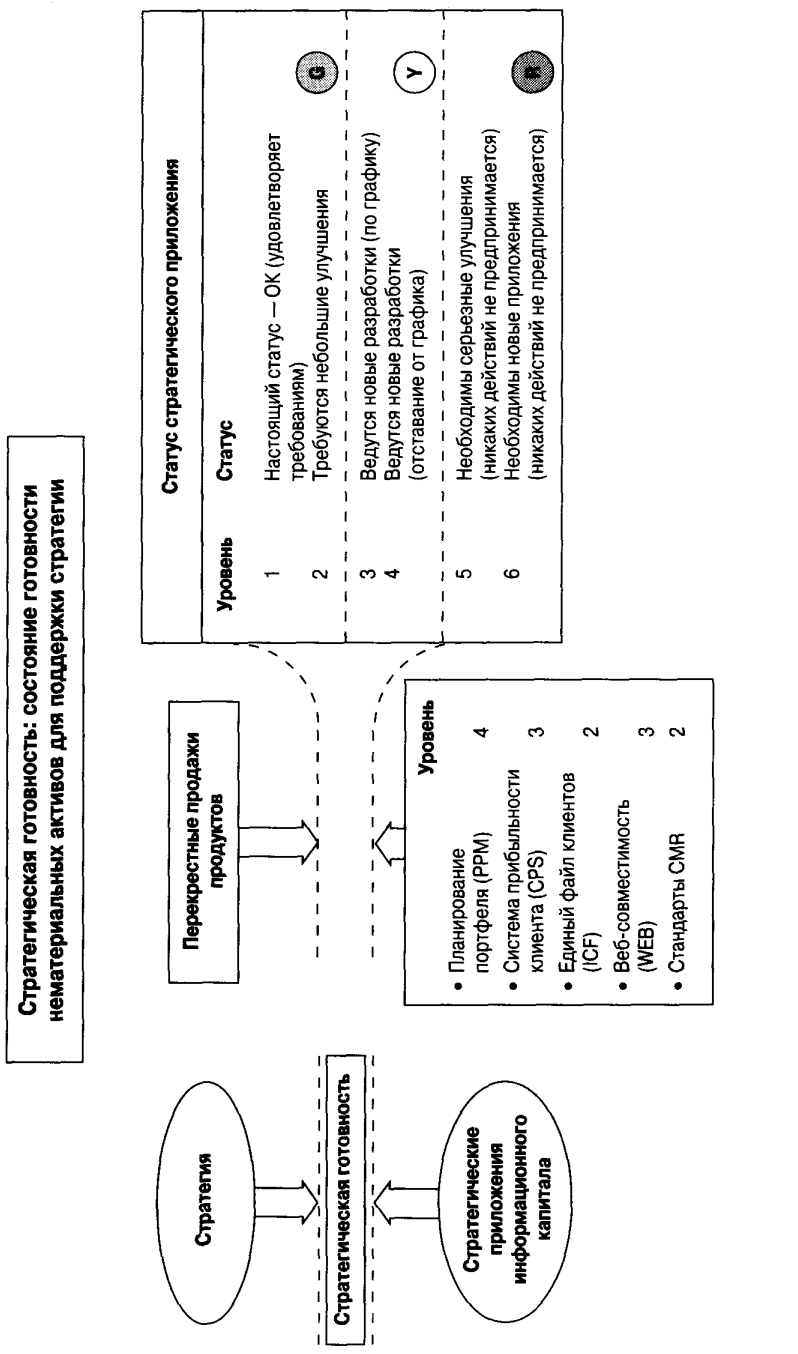 Стратегическая готовность: состояние готовности
нематериальных активов для поддержки стратегии
Стратегия
Стратегическая готовность
Стратегические
приложения
информационного
капитала
Перекрестные продажи
продуктов
Уровень
• Планирование
портфеля (PPM) 4
• Система прибыльности
клиента (CPS) 3
• Единый файл клиентов
(ICF) 2
• Веб-совместимость
(WEB) 3
• Стандарты CMR 2
Статус стратегического приложения
Уровень Статус
1 Настоящий статус — ОК (удовлетворяет
требованиям)
2 Требуются небольшие улучшения
G
3 Ведутся новые разработки (по графику)
4 Ведутся новые разработки
(отставание от графика)
Y
5 Необходимы серьезные улучшения
(никаких действий не предпринимается)
6 Необходимы новые приложения
(никаких действий не предпринимается)
R